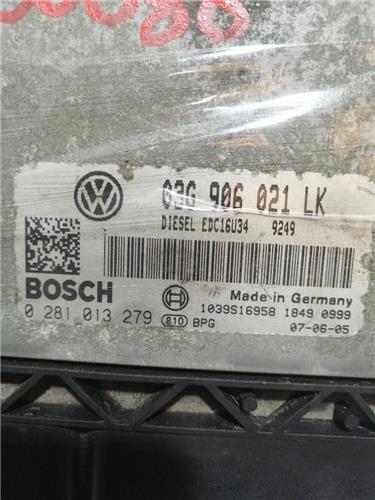 03G 906 021 LK
DIESEL EDC16U34 9249
BOSCH
Made in Germany
0 281 013 279
810 BPG
1039S16958 1849 0999
07-06-05